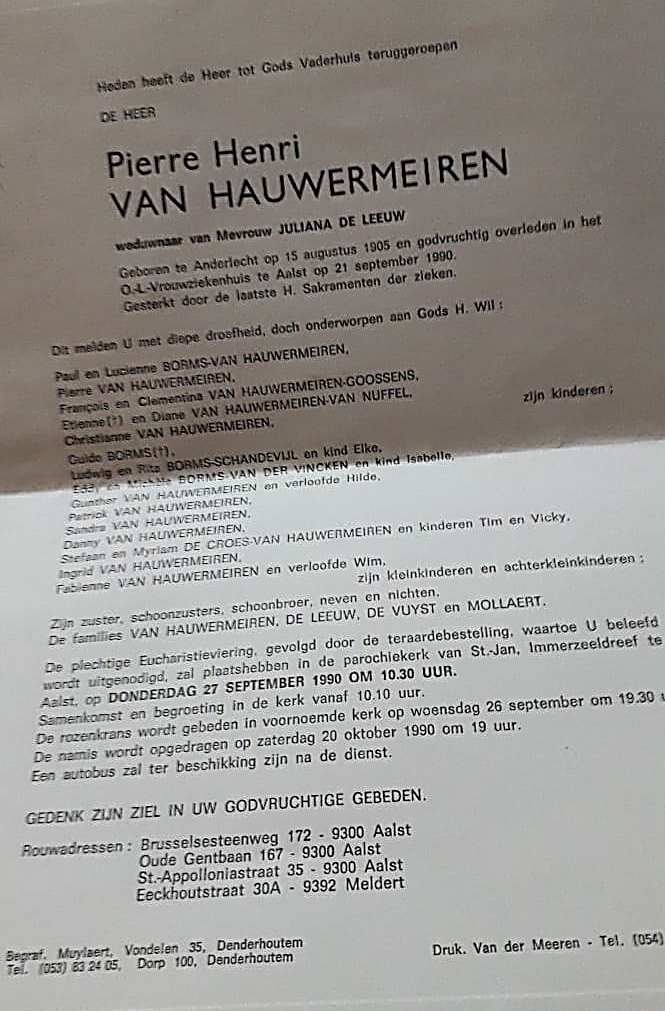 Heden heeft de Heer tot Gods Vaderhuis teruggeroepen
DE HEER
Pierre Henri
VAN HAUWERMEIREN
weduwnaar van Mevrouw JULIANA DE LEEUW
Geboren te Anderlecht op 15 augustus 1905 en godvruchtig overleden in het
O.-L.-Vrouwziekenhuis te Aalst op 21 september 1990.
Gesterkt door de laatste H. Sakramenten der zieken.
Dit melden U met diepe droefheid, doch onderworpen aan Gods H. Wil :
Paul en Lucienne BORMS-VAN HAUWERMEIREN,
Pierre VAN HAUWERMEIREN,
François en Clementina VAN HAUWERMEIREN-GOOSSENS,
Etienne(†) en Diane VAN HAUWERMEIREN-VAN NUFFEL,
Christianne VAN HAUWERMEIREN,
zijn kinderen ;
Guido BORMS(†),
Ludwig en Rita BORMS-SCHANDEVIJL en kind Elke,
Eddy en Michèle BORMS-VAN DER VINCKEN en kind Isabelle,
Gunther VAN HAUWERMEIREN en verloofde Hilde,
Patrick VAN HAUWERMEIREN,
Sandra VAN HAUWERMEIREN,
Danny VAN HAUWERMEIREN,
Stefaan en Myriam DE CROES-VAN HAUWERMEIREN en kinderen Tim en Vicky,
Ingrid VAN HAUWERMEIREN,
Fabienne VAN HAUWERMEIREN en verloofde Wim,
zijn kleinkinderen en achterkleinkinderen ;
Zijn zuster, schoonzusters, schoonbroer, neven en nichten,
De families VAN HAUWERMEIREN, DE LEEUW, DE VUYST en MOLLAERT.
De plechtige Eucharistieviering, gevolgd door de teraardebestelling, waartoe U beleefd
wordt uitgenodigd, zal plaatshebben in de parochiekerk van St.-Jan, Immerzeeldreef te
Aalst, op DONDERDAG 27 SEPTEMBER 1990 OM 10.30 UUR.
Samenkomst en begroeting in de kerk vanaf 10.10 uur.
De rozenkrans wordt gebeden in voornoemde kerk op woensdag 26 september om 19.30 u
De namis wordt opgedragen op zaterdag 20 oktober 1990 om 19 uur.
Een autobus zal ter beschikking zijn na de dienst.
GEDENK ZIJN ZIEL IN UW GODVRUCHTIGE GEBEDEN.
Rouwadressen : Brusselsesteenweg 172 - 9300 Aalst
Oude Gentbaan 167 - 9300 Aalst
St.-Appolloniastraat 35 - 9300 Aalst
Eeckhoutstraat 30A - 9392 Meldert
Begraf. Muylaert, Vondelen 35, Denderhoutem
Tel. (053) 83 24 05, Dorp 100, Denderhoutem
Druk. Van der Meeren - Tel. (054)